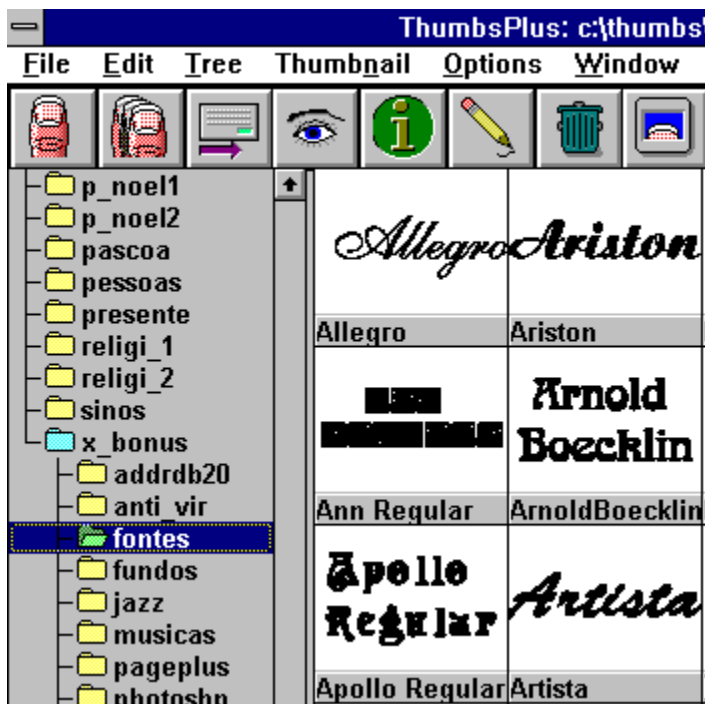 ThumbsPlus: c:\thumbs\
File Edit Tree Thumbnail Options Window
p_noel1
p_noel2
pascoa
pessoas
presente
religi_1
religi_2
sinos
x_bonus
addrdb20
anti_vir
fontes
fundos
jazz
musicas
pageplus
photoshp
Allegro Ariston
Allegro Ariston
Arnold
Boecklin
Ann Regular ArnoldBoecklin
Apollo
Regular
Artista
Apollo Regular Artista